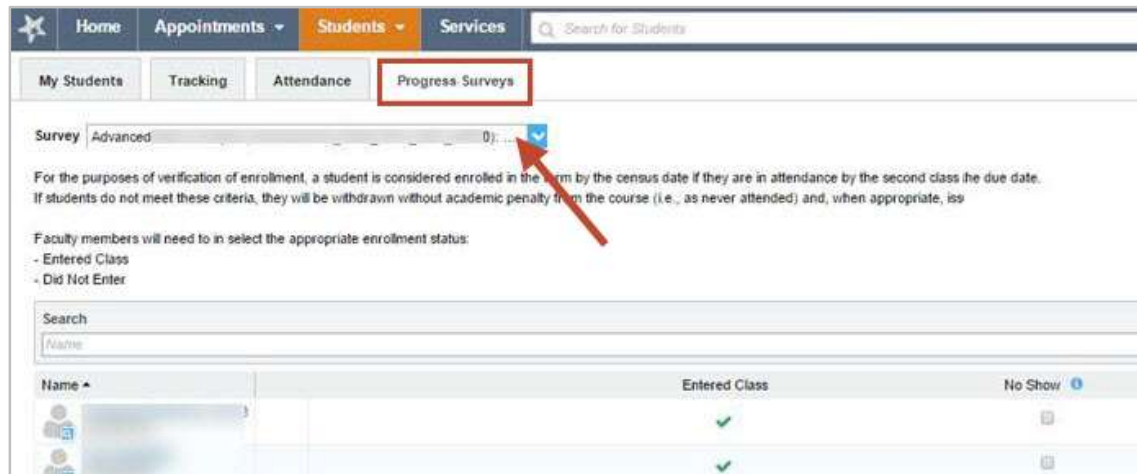 Home Appointments Students Services Search for Students
My Students Tracking Attendance Progress Surveys
Survey Advanced 0): ...
For the purposes of verification of enrollment, a student is considered enrolled in the term by the census date if they are in attendance by the second class the due date.
If students do not meet these criteria, they will be withdrawn without academic penalty from the course (i.e., as never attended) and, when appropriate, iss
Faculty members will need to in select the appropriate enrollment status:
- Entered Class
- Did Not Enter
Search
Name
Name Entered Class No Show